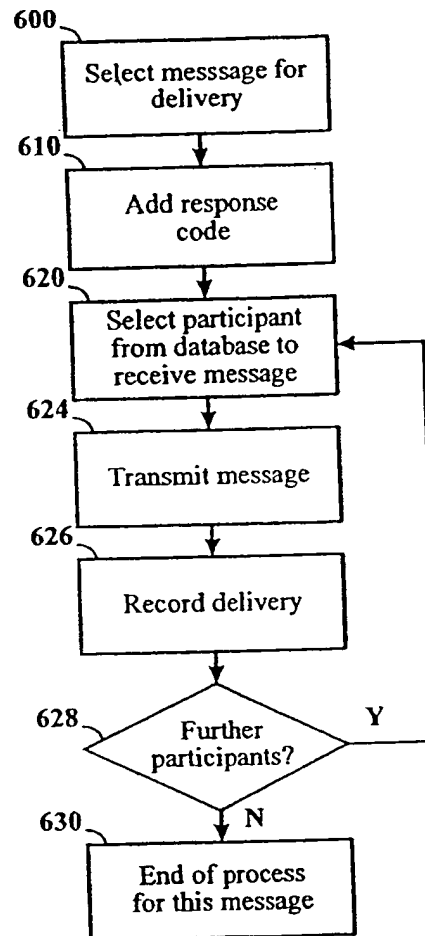 600
Select messsage for
delivery
610
Add response
code
620
Select participant
from database to
receive message
624
Transmit message
626
Record delivery
628
Further
participants?
Y
N
630
End of process
for this message